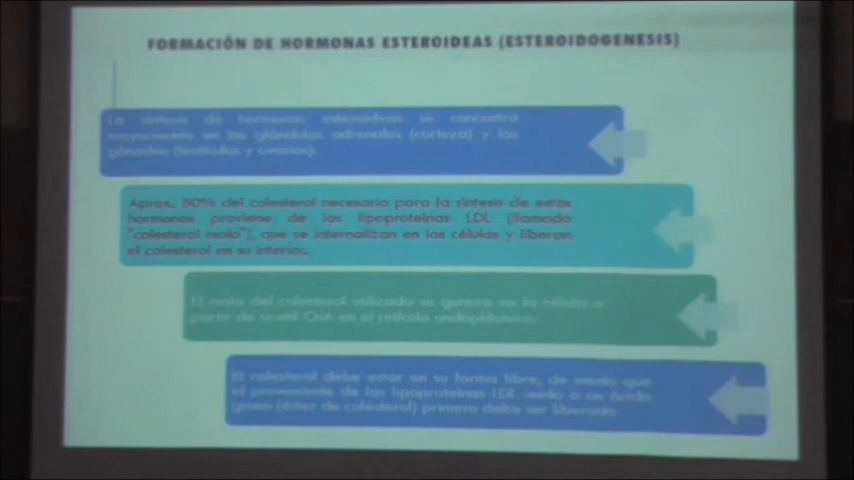 FORMACIÓN DE HORMONAS ESTEROIDEAS (ESTEROIDOGENESIS)
La síntesis de hormonas esteroideas se concentra
mayormente en las glándulas adrenales (corteza) y las
gónadas (testículos y ovarios).
Aprox. 80% del colesterol necesario para la síntesis de estas
hormonas proviene de las lipoproteínas LDL (llamado
"colesterol malo"), que se internalizan en las células y liberan
el colesterol en su interior.
El resto del colesterol utilizado se genera en la célula a
partir de acetil-CoA en el retículo endoplásmico.
El colesterol debe estar en su forma libre, de modo que
el proveniente de las lipoproteínas LDL unido a un ácido
graso (éster de colesterol) primero debe ser liberado.